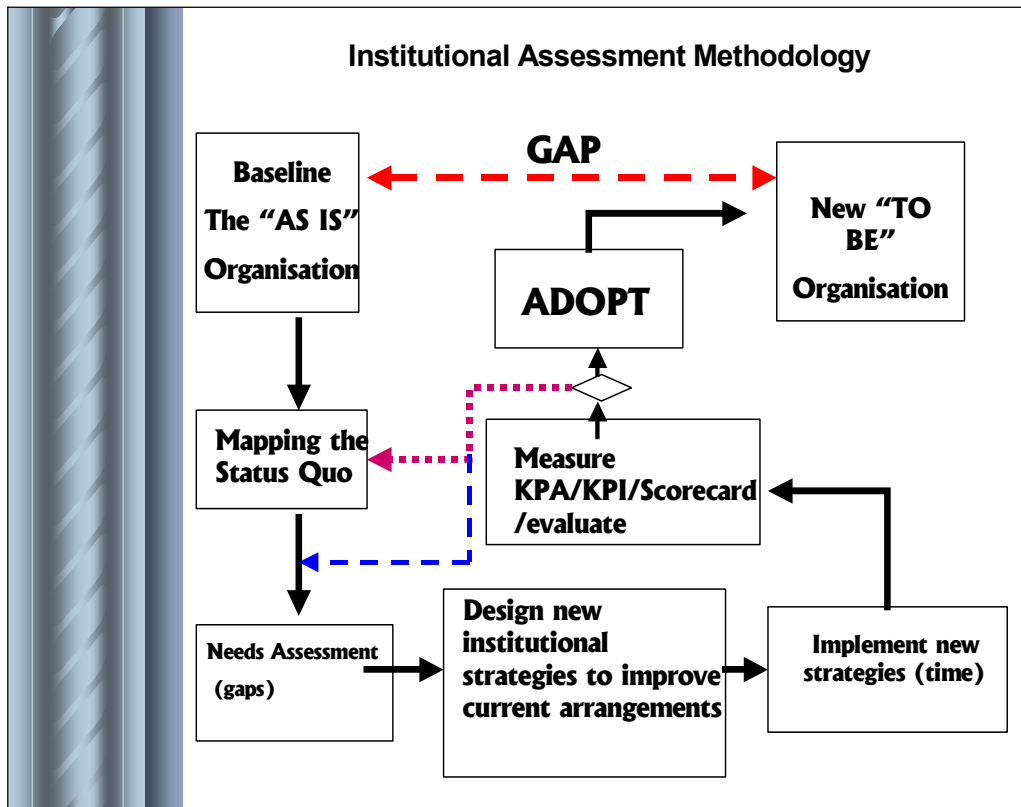 Institutional Assessment Methodology
GAP
Baseline
The “AS IS”
Organisation
New “TO
BE”
Organisation
ADOPT
Mapping the
Status Quo
Measure
KPA/KPI/Scorecard
/evaluate
Needs Assessment
(gaps)
Design new
institutional
strategies to improve
current arrangements
Implement new
strategies (time)